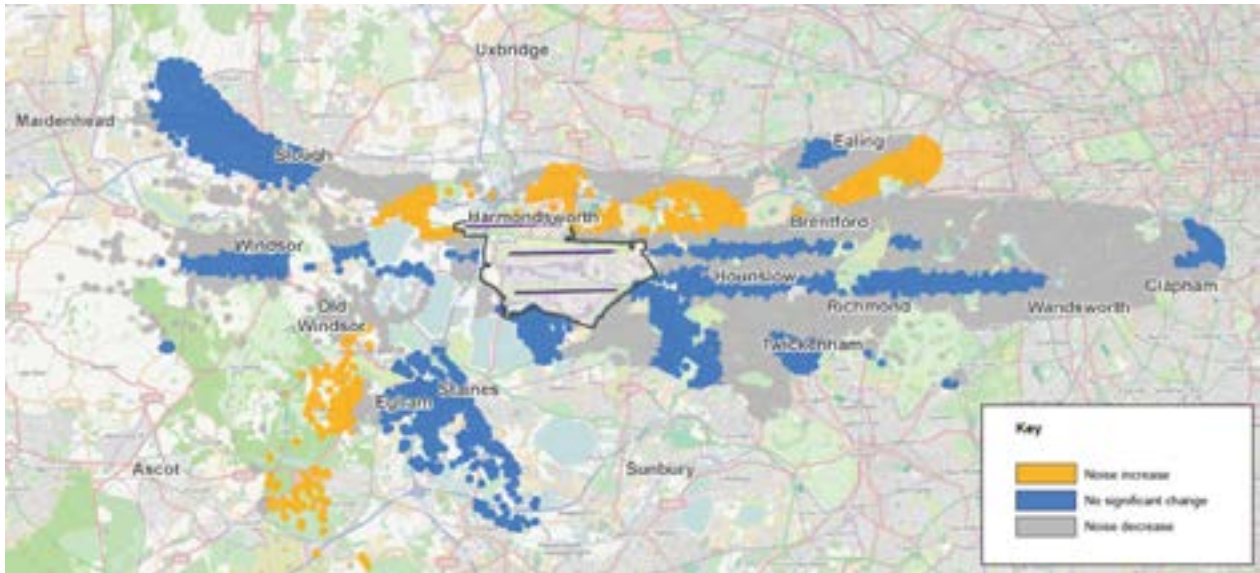 Uxbridge
Maidenhead
Slough
Ealing
Harmondsworth
Brentford
Windsor
Hounslow
Clapham
Old
Windsor
Richmond
Wandsworth
Twickenham
Staines
Egham
Ascot
Sunbury
Key
Noise increase
No significant change
Noise decrease